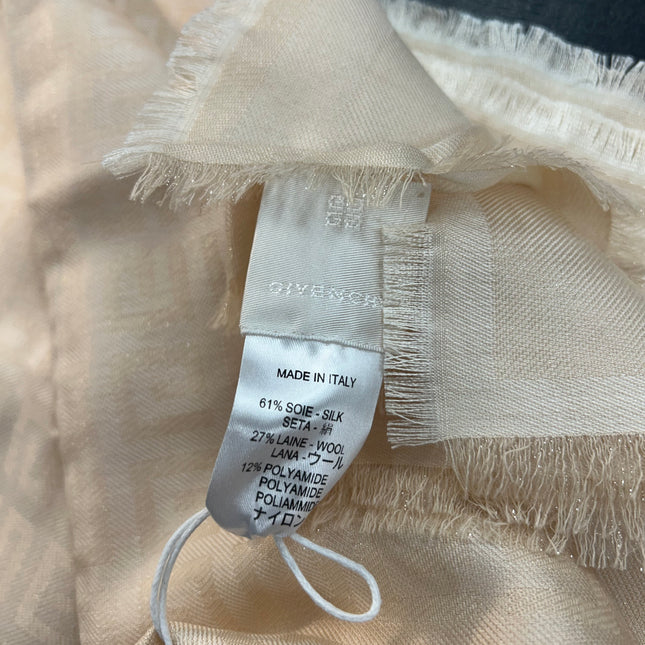 GIVENCH
MADE IN ITALY
61% SOIE - SILK
SETA - 絹
27% LAINE - WOOL
LANA - ウール
12% POLYAMIDE
POLYAMIDE
POLIAMMIDE
ナイロン